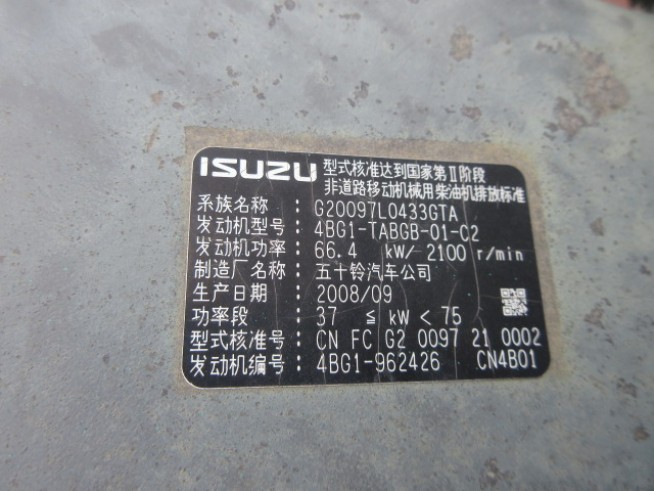 ISUZU 型式核准达到国家第Ⅱ阶段
非道路移动机械用柴油机排放标准
系族名称: G20097L0433GTA
发动机型号: 4BG1-TABGB-01-C2
发动机功率: 66.4 kW/ 2100 r/min
制造厂名称: 五十铃汽车公司
生产日期: 2008/09
功率段: 37 ≦ kW < 75
型式核准号: CN FC G2 0097 21 0002
发动机编号: 4BG1-962426 CN4B01